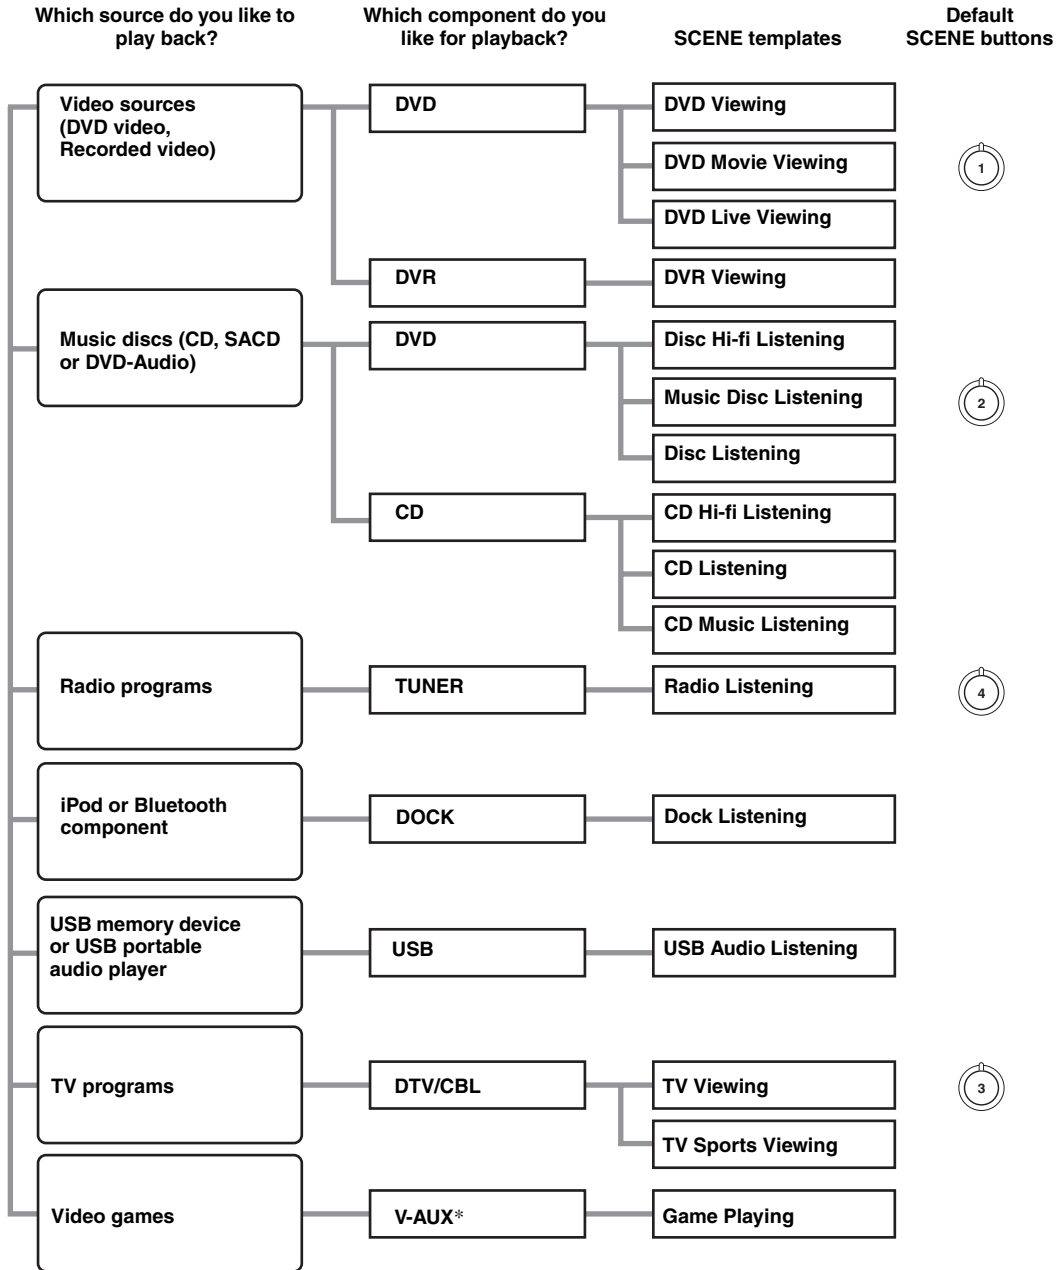 Which source do you like to
play back?
Which component do you
like for playback?
SCENE templates
Default
SCENE buttons
Video sources
(DVD video,
Recorded video)
DVD
DVD Viewing
DVD Movie Viewing
1
DVD Live Viewing
DVR
DVR Viewing
Music discs (CD, SACD
or DVD-Audio)
DVD
Disc Hi-fi Listening
Music Disc Listening
2
Disc Listening
CD
CD Hi-fi Listening
CD Listening
CD Music Listening
Radio programs
TUNER
Radio Listening
4
iPod or Bluetooth
component
DOCK
Dock Listening
USB memory device
or USB portable
audio player
USB
USB Audio Listening
TV programs
DTV/CBL
TV Viewing
3
TV Sports Viewing
Video games
V-AUX*
Game Playing